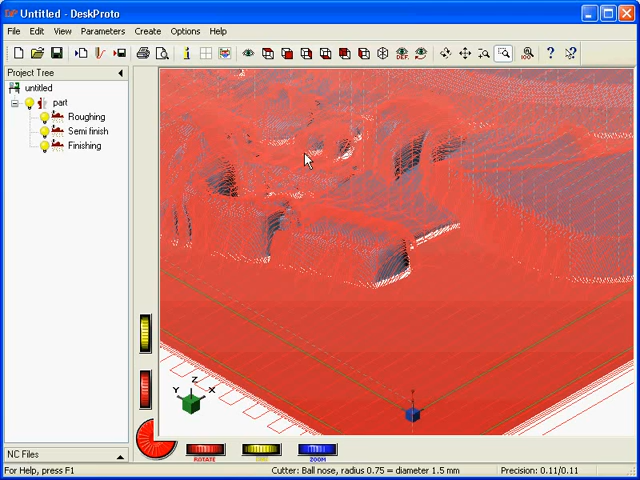 DP Untitled - DeskProto
File Edit View Parameters Create Options Help
Project Tree
untitled
part
Roughing
Semi finish
Finishing
Z
Y X
NC Files
ROTATE ZOOM
For Help, press F1 Cutter: Ball nose, radius 0.75 = diameter 1.5 mm Precision: 0.11/0.11